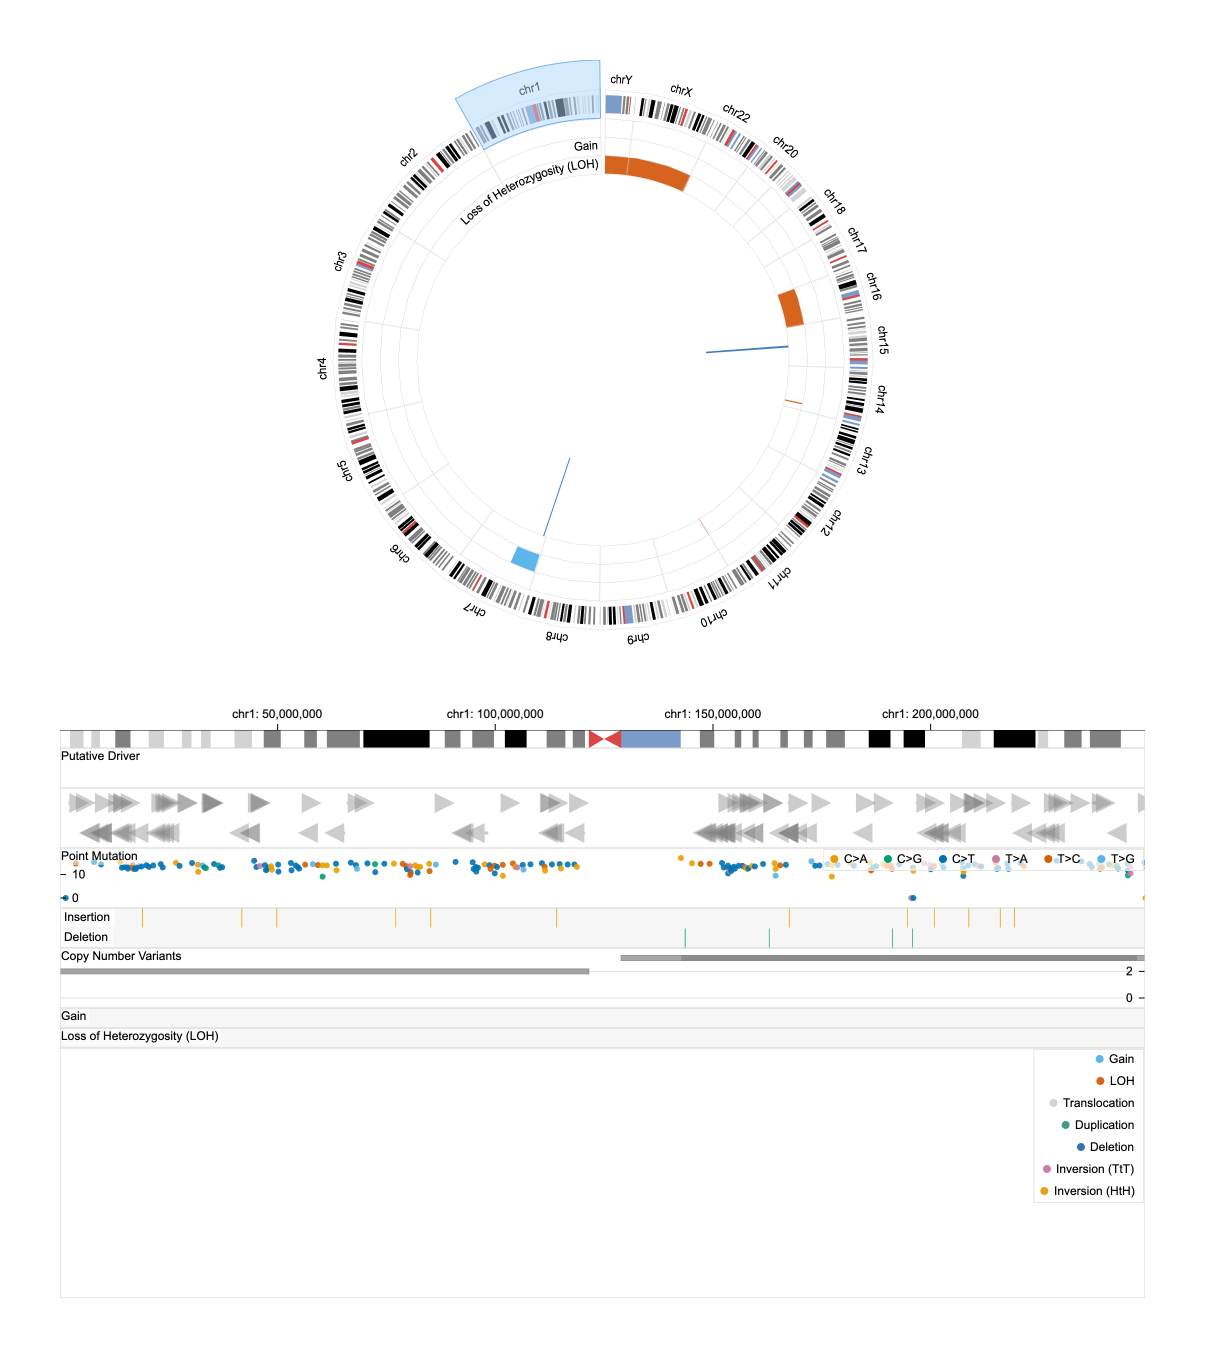 chr1
chrY
chrX
chr22
chr20
chr18
chr17
chr16
chr15
chr14
chr13
chr12
chr11
chr10
chr9
chr8
chr7
chr6
chr5
chr4
chr3
chr2
Gain
Loss of Heterozygosity (LOH)
chr1: 50,000,000 chr1: 100,000,000 chr1: 150,000,000 chr1: 200,000,000
Putative Driver
Point Mutation
C>A C>G C>T T>A T>C T>G
10
0
Insertion
Deletion
Copy Number Variants
2
0
Gain
Loss of Heterozygosity (LOH)
Gain
LOH
Translocation
Duplication
Deletion
Inversion (TtT)
Inversion (HtH)